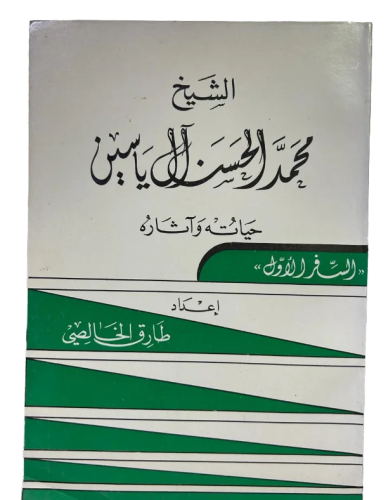 الشيخ
محمد الحسن آل ياسين
حياته وآثاره
«السفر الأول»
إعداد
طارق الخالصي